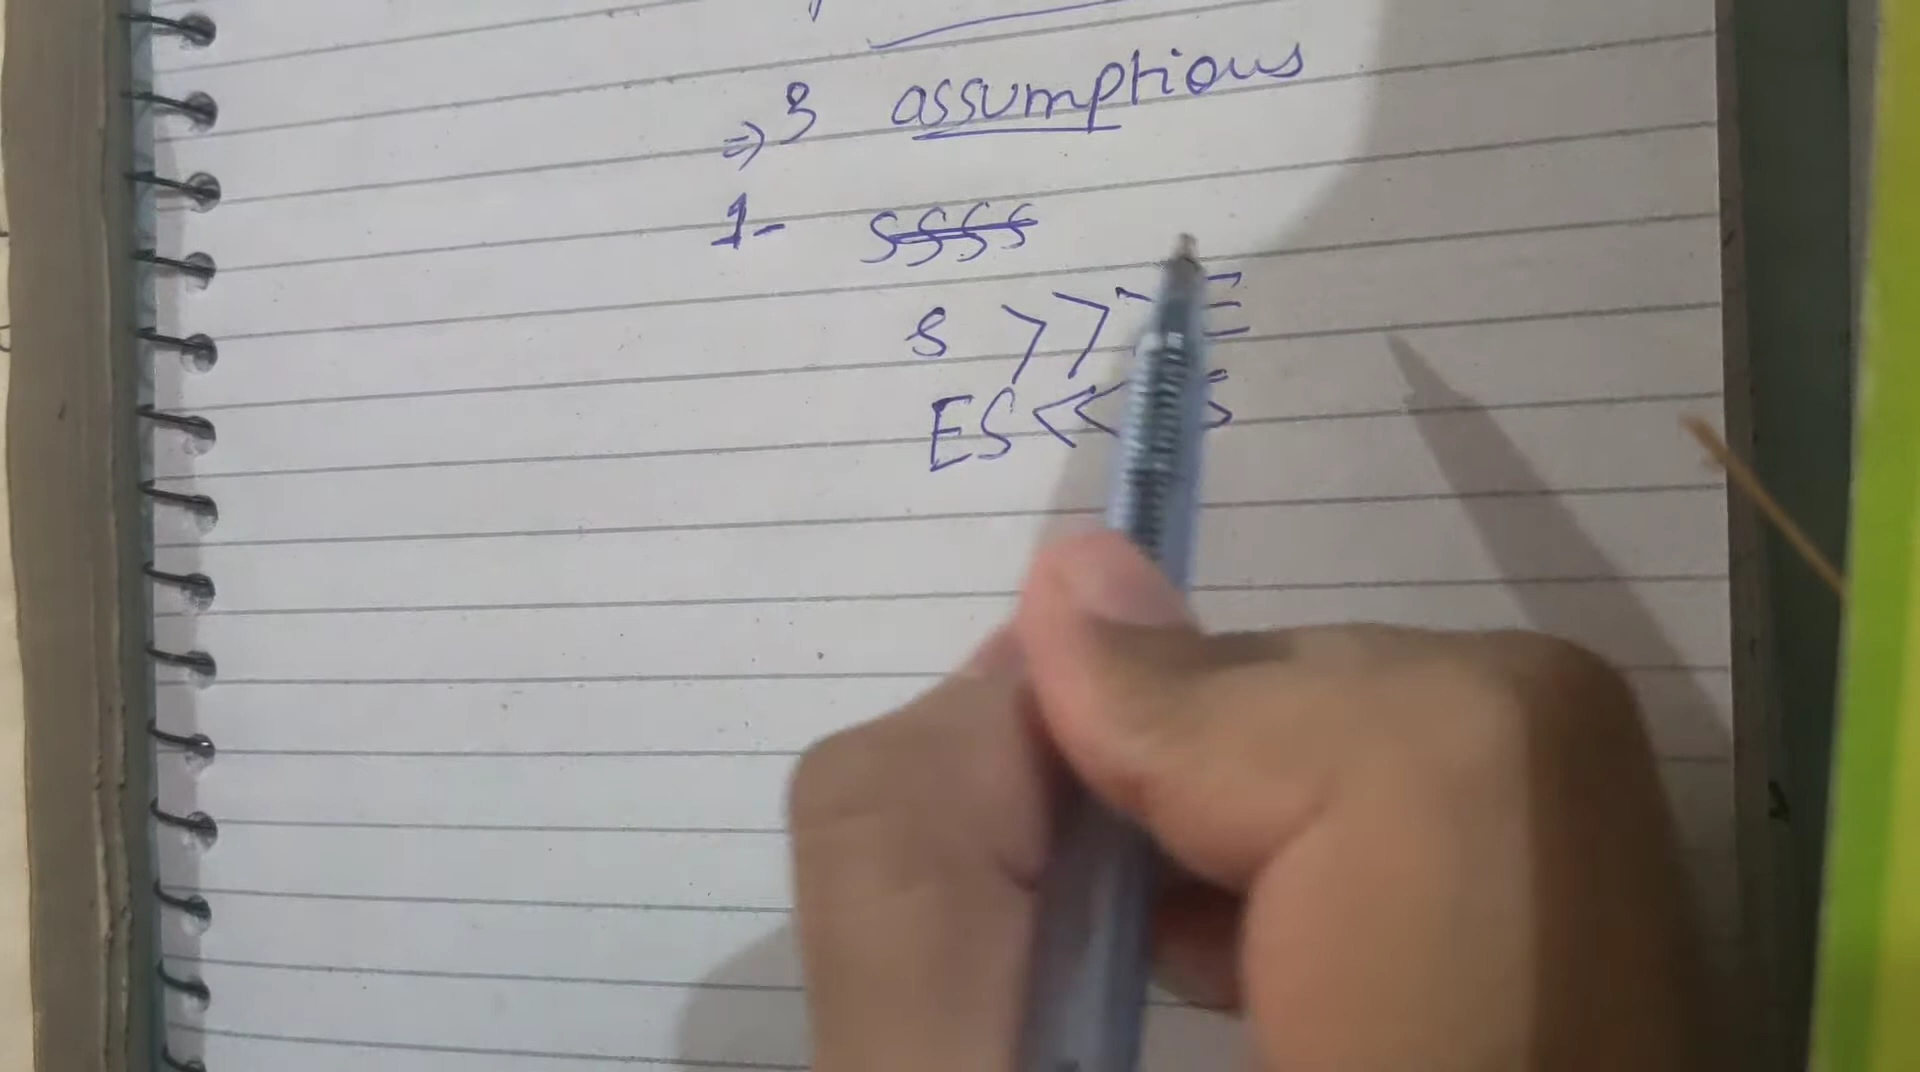 ⇒ 3 assumptions
1- SSSS
S >>> E
ES << S